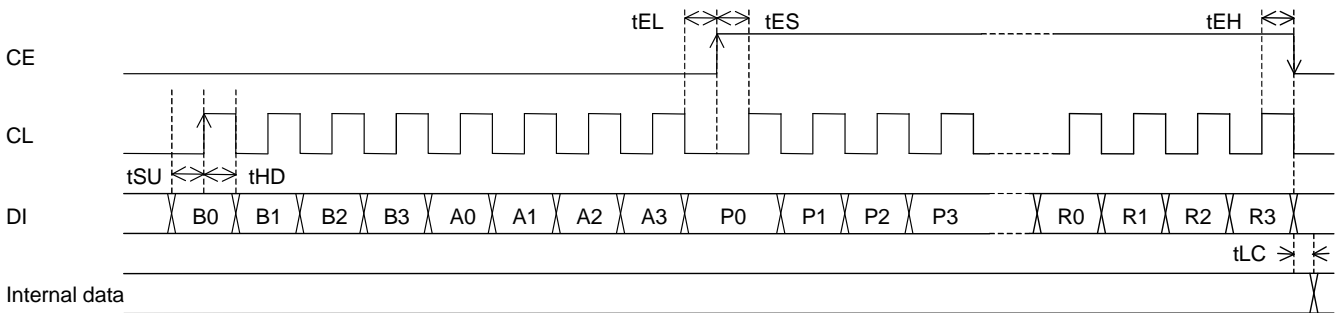 tEL tES tEH
CE
CL
tSU tHD
DI B0 B1 B2 B3 A0 A1 A2 A3 P0 P1 P2 P3 R0 R1 R2 R3
tLC
Internal data